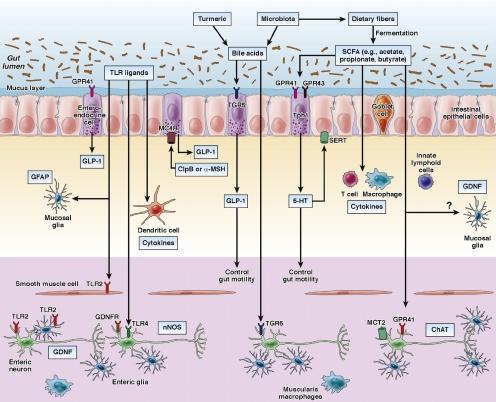 Turmeric
Microbiota
Dietary fibers
Fermentation
Gut
lumen
Bile acids
SCFA (e.g., acetate,
propionate, butyrate)
TLR ligands
Mucus layer
GPR41
TGR5
GPR41 GPR43
Entero-
endocrine
cell
MC4R
Tph1
Goblet
cell
Intestinal
epithelial cells
SERT
GLP-1
GLP-1
ClpB or α-MSH
GFAP
Mucosal
glia
Dendritic cell
Cytokines
GLP-1
5-HT
T cell Macrophage
Cytokines
Innate
lymphoid
cells
GDNF
?
Mucosal
glia
Control
gut motility
Control
gut motility
Smooth muscle cell TLR2
TLR2
TLR2
GDNFR
TLR4
nNOS
TGR5
MCT2
GPR41
ChAT
Enteric
neuron
GDNF
Enteric glia
Muscularis
macrophages